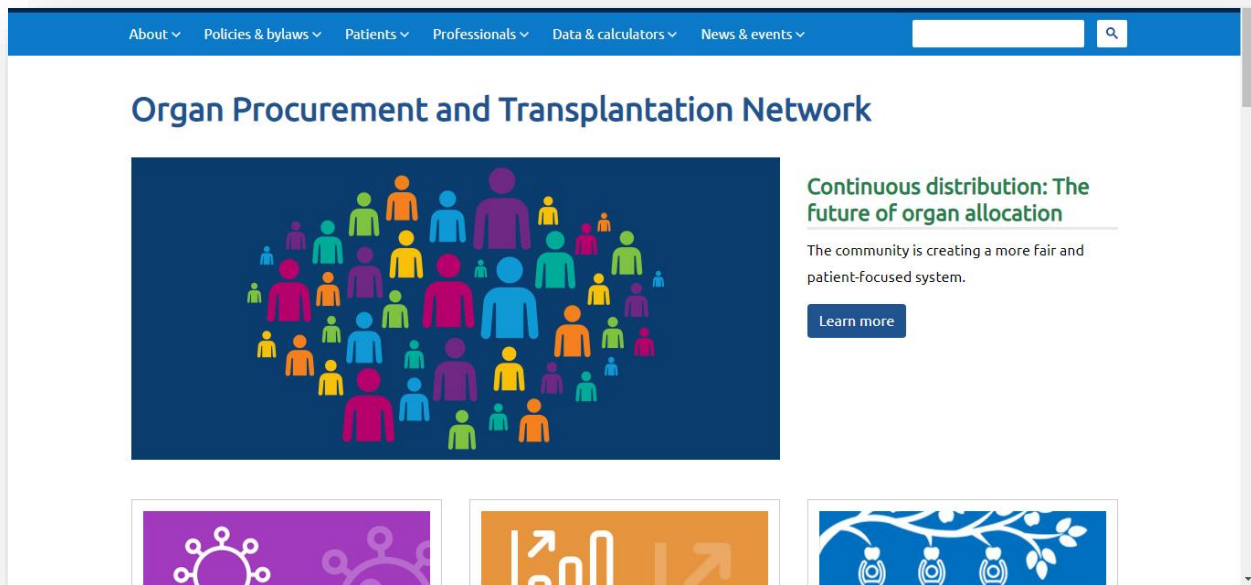 About Policies & bylaws Patients Professionals Data & calculators News & events
Organ Procurement and Transplantation Network
Continuous distribution: The
future of organ allocation
The community is creating a more fair and
patient-focused system.
Learn more